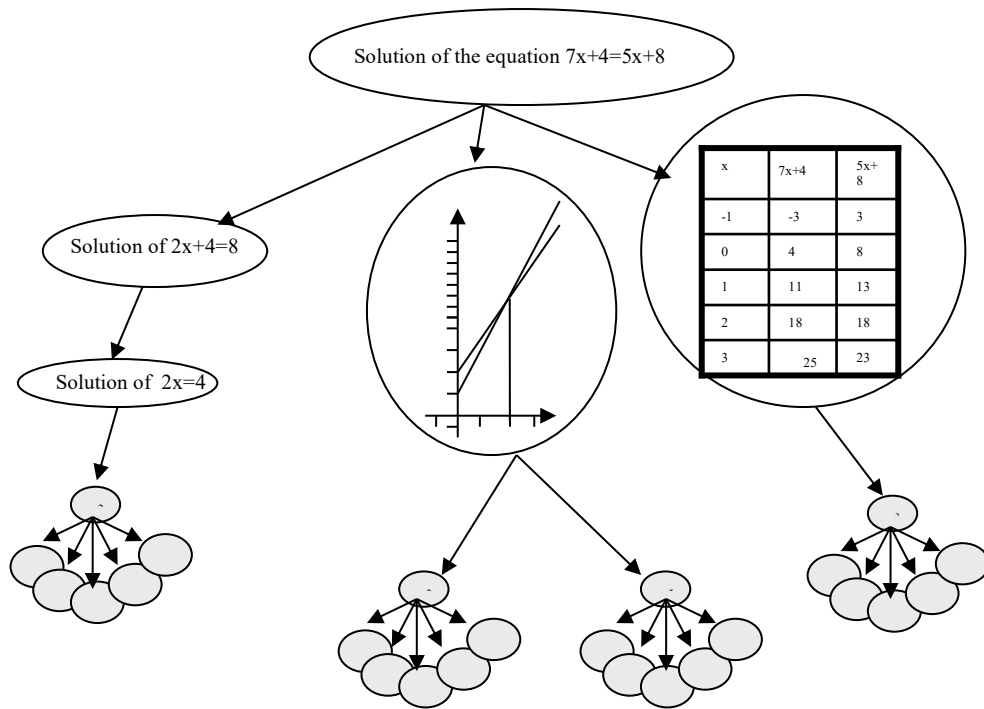 Solution of the equation 7x+4=5x+8
x 7x+4 5x+
8
-1 -3 3
0 4 8
1 11 13
2 18 18
3 25 23
Solution of 2x+4=8
Solution of 2x=4